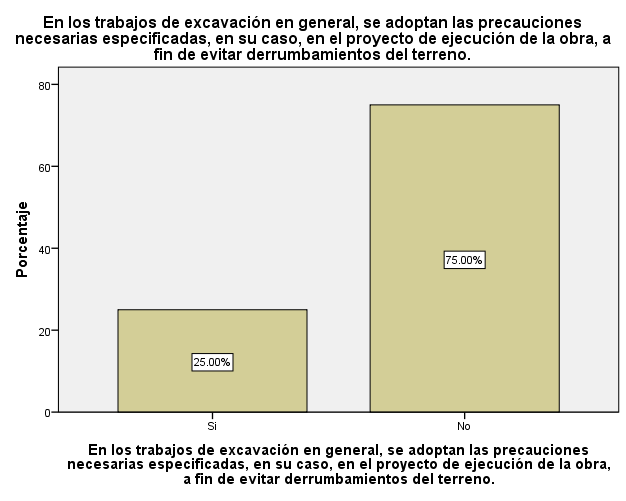 En los trabajos de excavación en general, se adoptan las precauciones
necesarias especificadas, en su caso, en el proyecto de ejecución de la obra, a
fin de evitar derrumbamientos del terreno.
Porcentaje
80
60
40
20
0
25.00%
75.00%
Si
No
En los trabajos de excavación en general, se adoptan las precauciones
necesarias especificadas, en su caso, en el proyecto de ejecución de la obra,
a fin de evitar derrumbamientos del terreno.